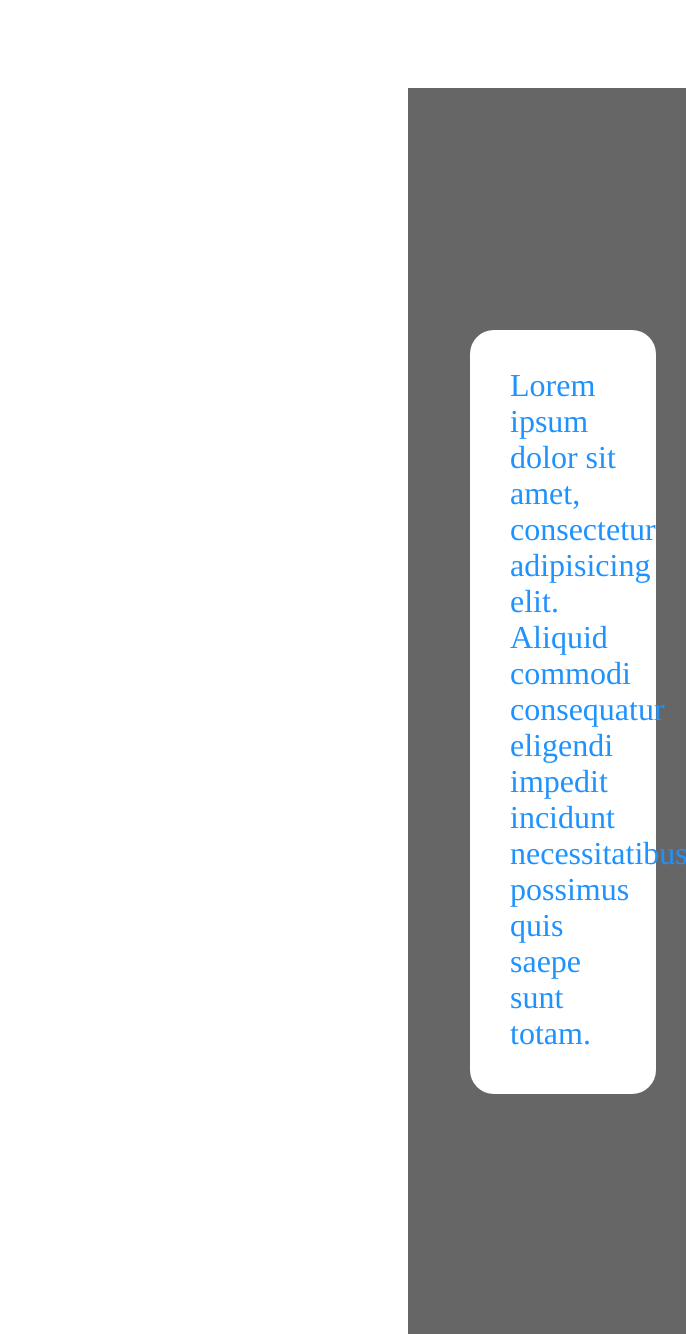 Lorem
ipsum
dolor sit
amet,
consectetur
adipisicing
elit.
Aliquid
commodi
consequatur
eligendi
impedit
incidunt
necessitatibus
possimus
quis
saepe
sunt
totam.